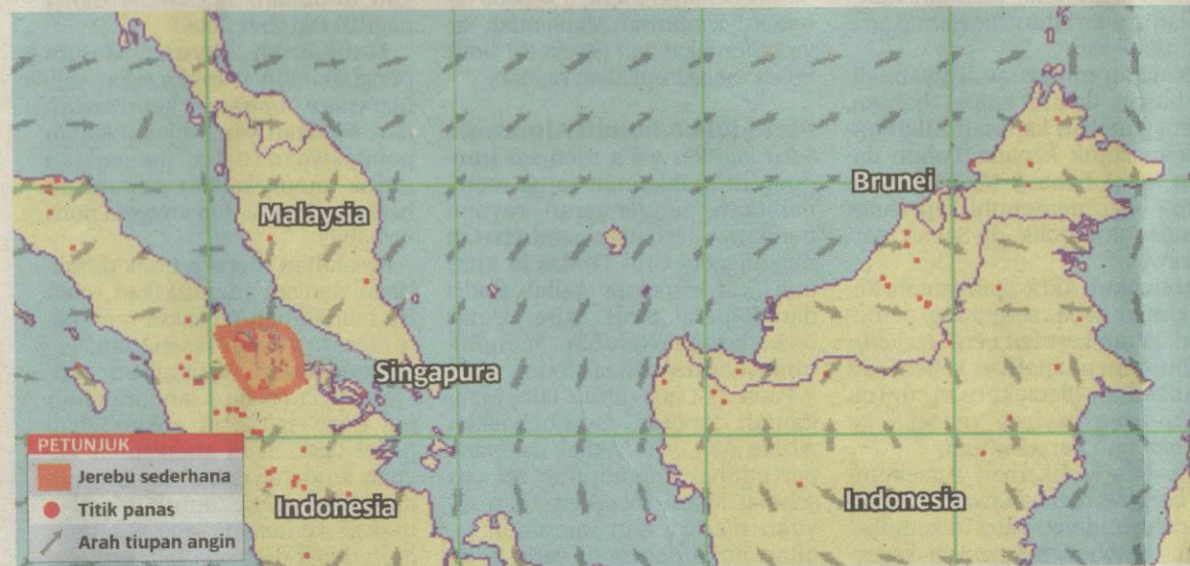 Brunei
Malaysia
Singapura
PETUNJUK
Jerebu sederhana
Titik panas
Arah tiupan angin
Indonesia
Indonesia